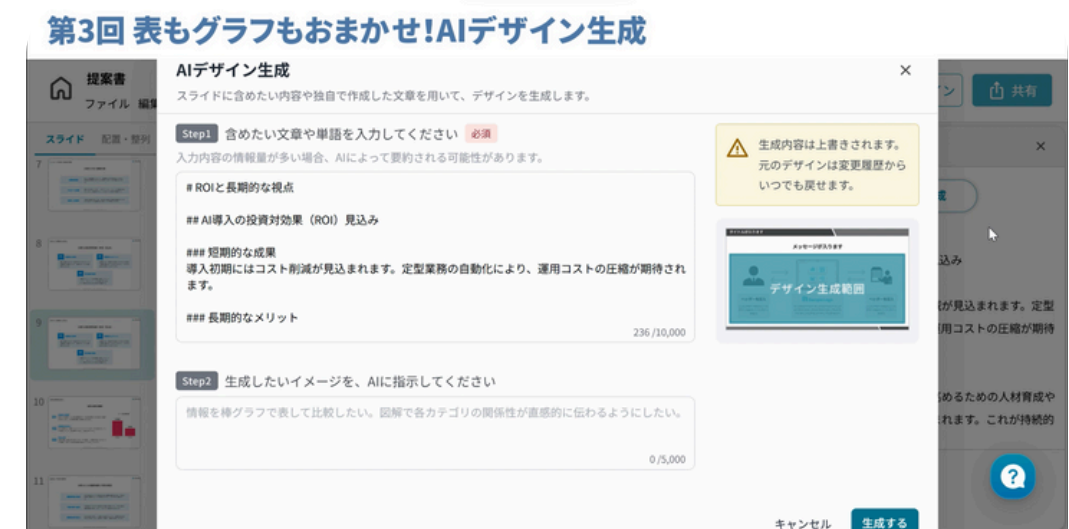 第3回 表もグラフもおまかせ!AIデザイン生成
提案書
ファイル 編集
共有
スライド 配置・整列
AIデザイン生成
スライドに含めたい内容や独自で作成した文章を用いて、デザインを生成します。
Step1 含めたい文章や単語を入力してください 必須
入力内容の情報量が多い場合、AIによって要約される可能性があります。
# ROIと長期的な視点
## AI導入の投資対効果（ROI）見込み
### 短期的な成果
導入初期にはコスト削減が見込まれます。定型業務の自動化により、運用コストの圧縮が期待され
ます。
### 長期的なメリット
236 /10,000
生成内容は上書きされます。
元のデザインは変更履歴から
いつでも戻せます。
メッセージが入ります
デザイン生成範囲
Step2 生成したいイメージを、AIに指示してください
情報を棒グラフで表して比較したい。図解で各カテゴリの関係性が直感的に伝わるようにしたい。
0 /5,000
キャンセル 生成する
7
8
9
10
11
込み
が見込まれます。定型
用コストの圧縮が期待
めるための人材育成や
れます。これが持続的